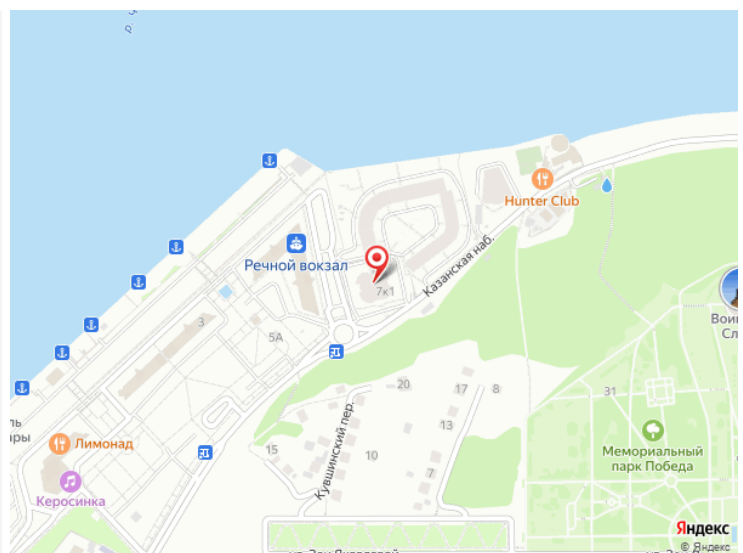 р.
Hunter Club
Казанская наб.
Речной вокзал
7к1
3
5А
Лимонад
Керосинка
Кувшинский пер.
20
17
8
13
15
10
7
31
Мемориальный
парк Победа
Яндекс
© Яндекс